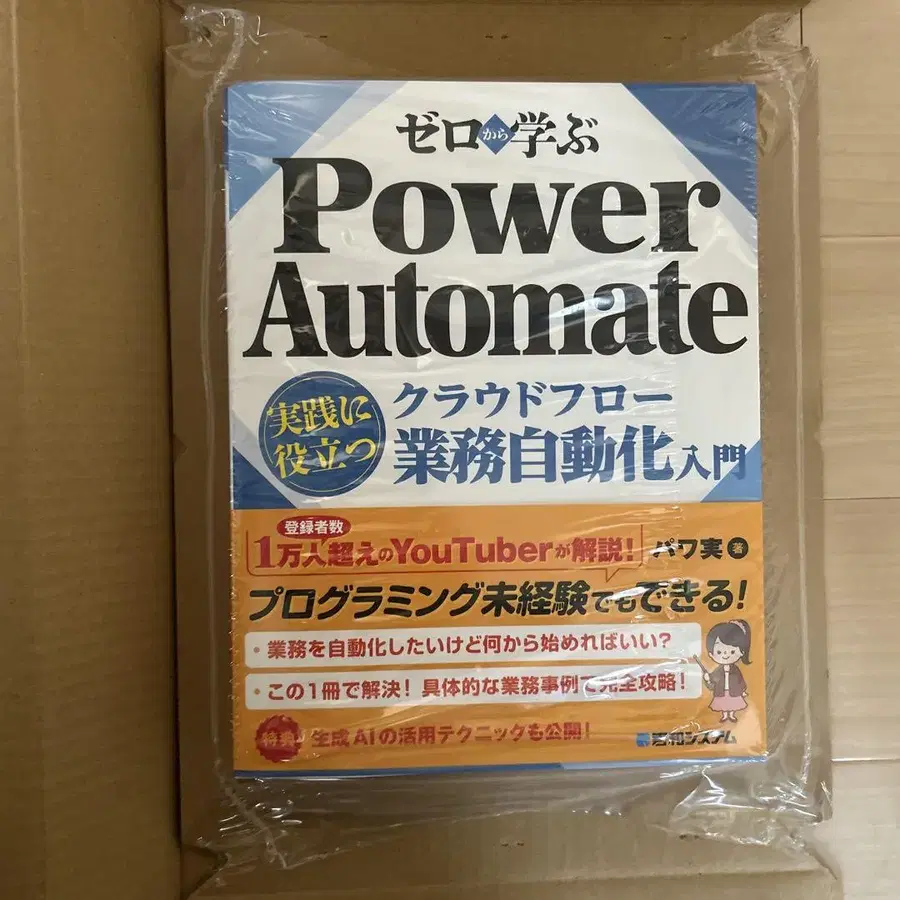 ゼロから学ぶ
Power
Automate
実践に
役立つ
クラウドフロー
業務自動化入門
登録者数
1万人超えのYouTuberが解説!
パワ実 著
プログラミング未経験でもできる!
・業務を自動化したいけど何から始めればいい?
・この1冊で解決! 具体的な業務事例で完全攻略!
特典 生成AIの活用テクニックも公開!
秀和システム